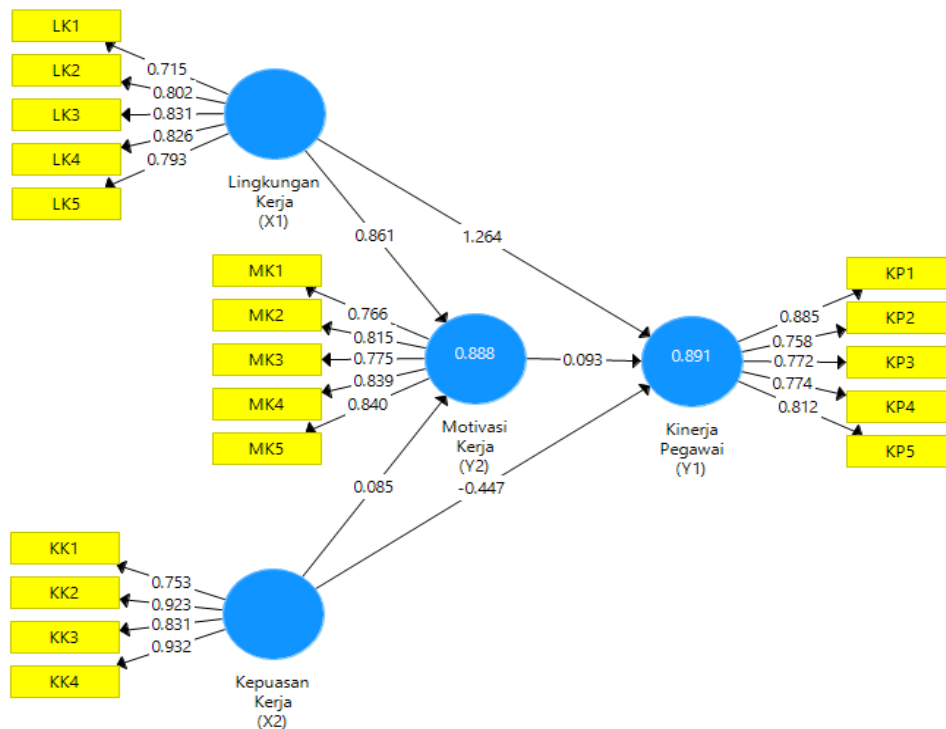 LK1
LK2
LK3
LK4
LK5
0.715
0.802
0.831
0.826
0.793
Lingkungan
Kerja
(X1)
0.861
1.264
MK1
MK2
MK3
MK4
MK5
0.766
0.815
0.775
0.839
0.840
0.888
Motivasi
Kerja
(Y2)
0.093
0.891
Kinerja
Pegawai
(Y1)
0.885
0.758
0.772
0.774
0.812
KP1
KP2
KP3
KP4
KP5
0.085
-0.447
KK1
KK2
KK3
KK4
0.753
0.923
0.831
0.932
Kepuasan
Kerja
(X2)